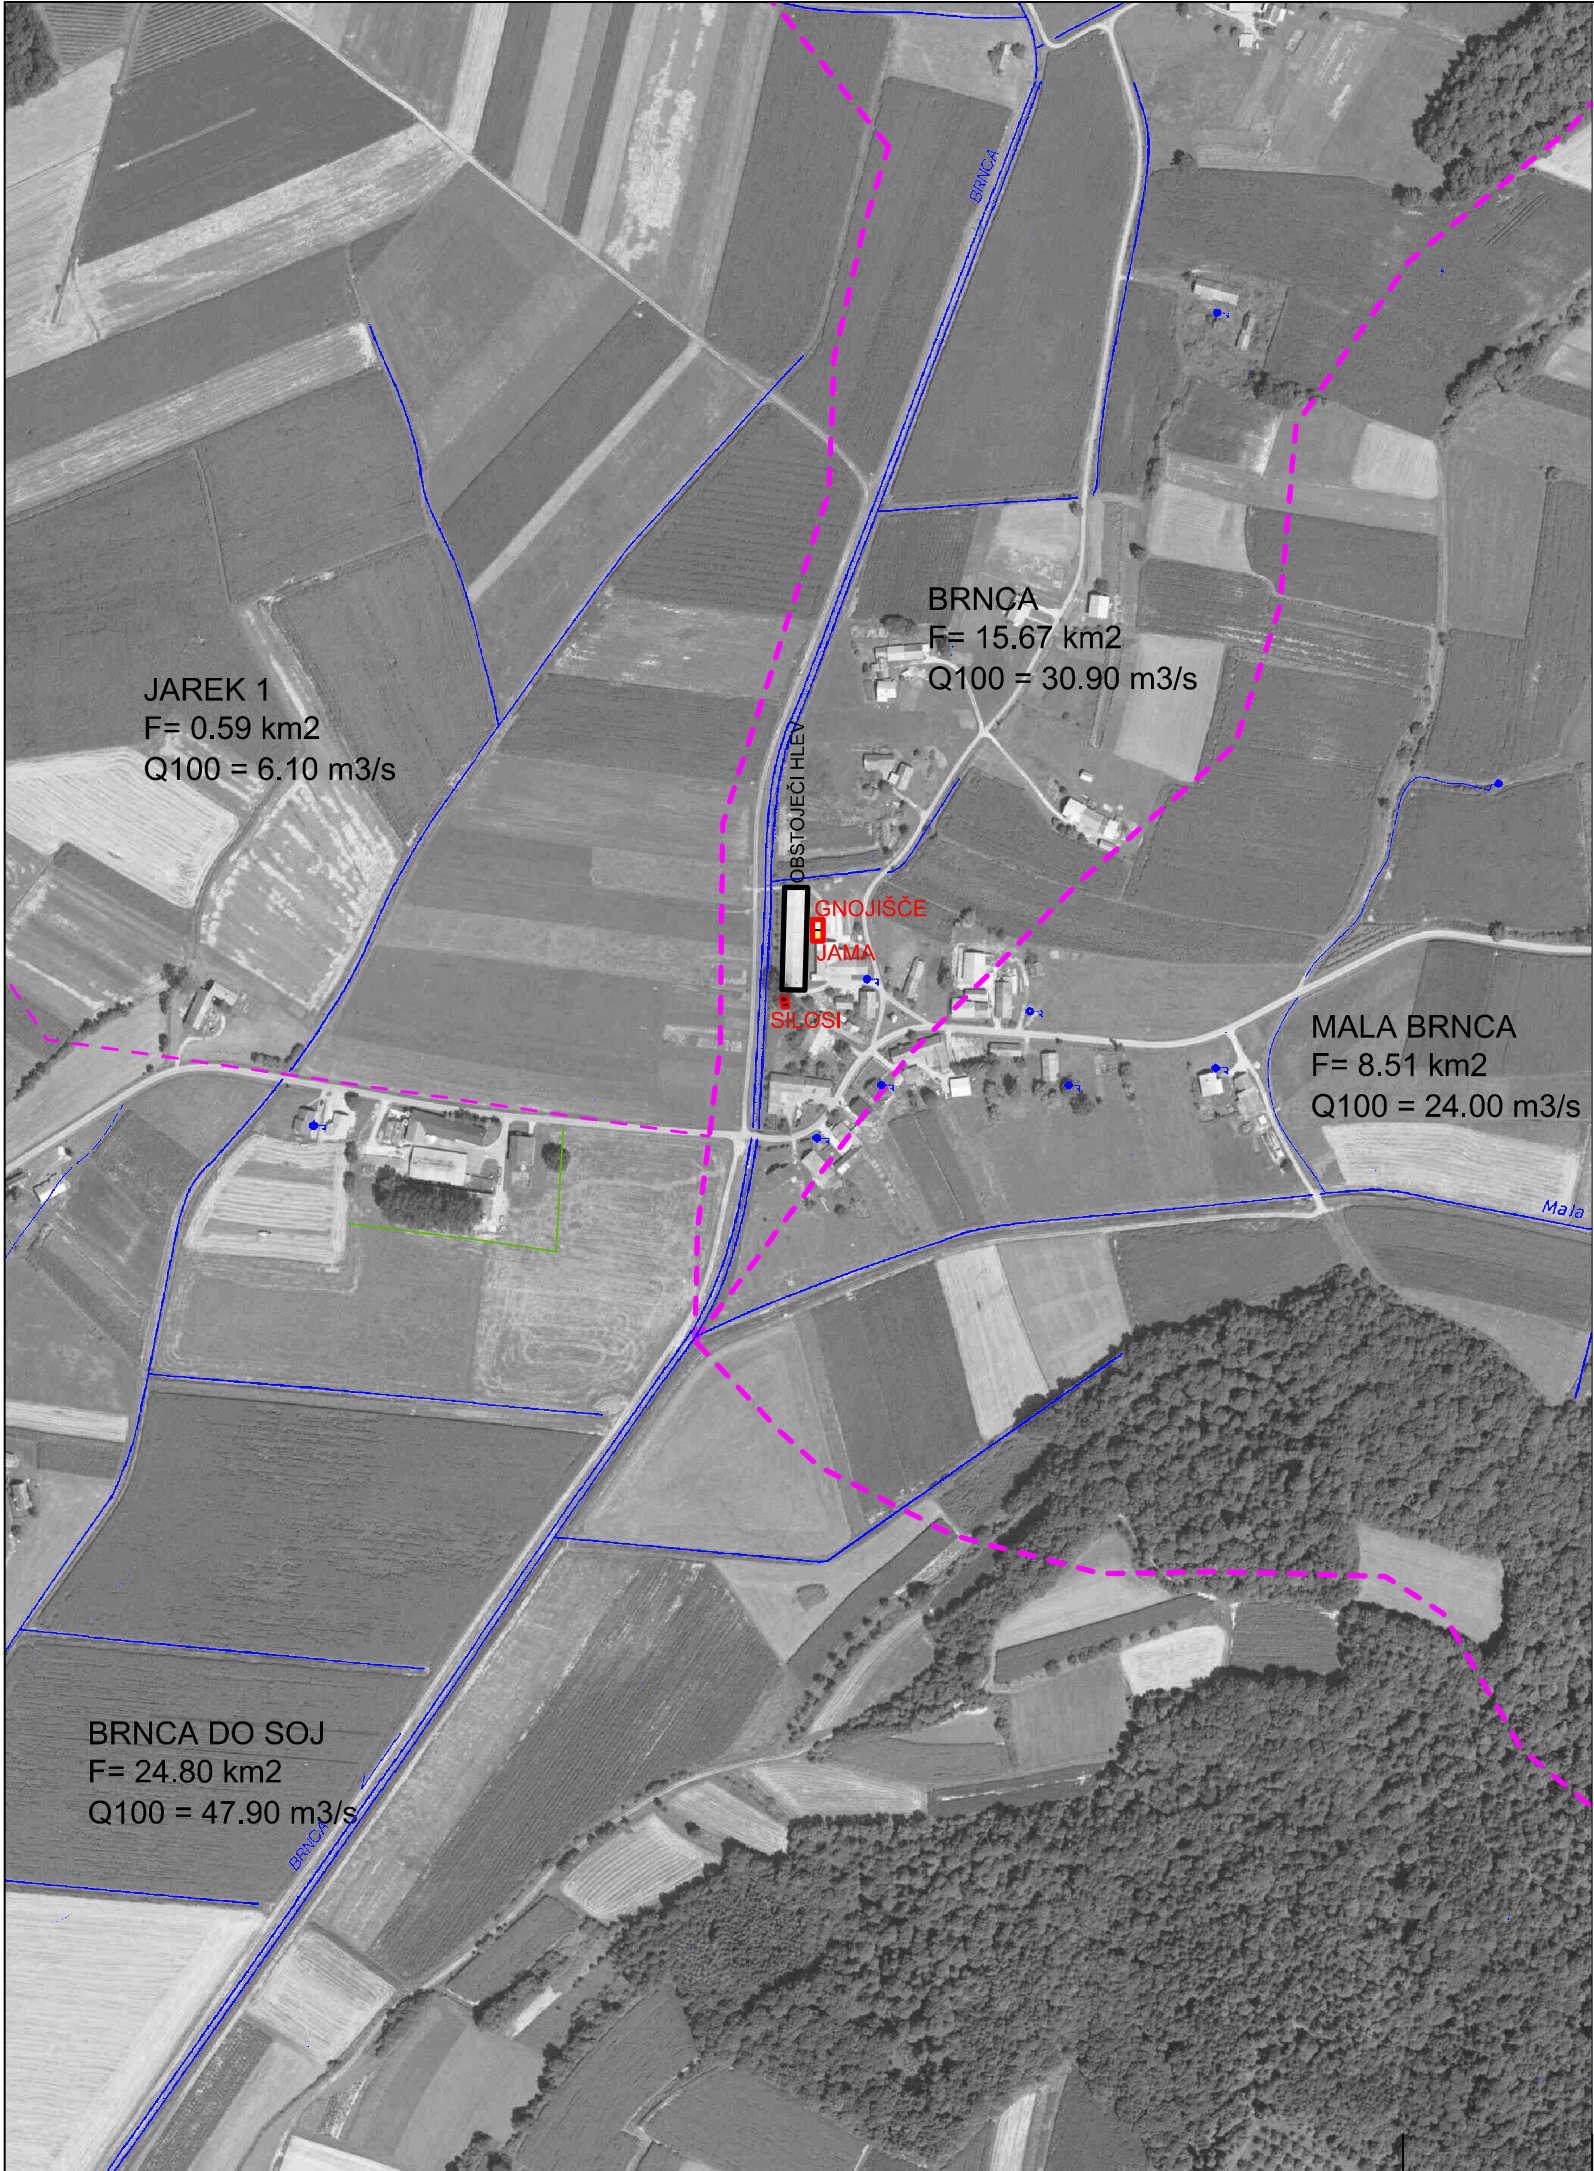 BRNCA
BRNCA
F= 15.67 km2
Q100 = 30.90 m3/s
JAREK 1
F= 0.59 km2
Q100 = 6.10 m3/s
OBSTOJEČI HLEV
GNOJIŠČE
JAMA
SILOSI
MALA BRNCA
F= 8.51 km2
Q100 = 24.00 m3/s
Mala
BRNCA DO SOJ
F= 24.80 km2
Q100 = 47.90 m3/s
BRNCA